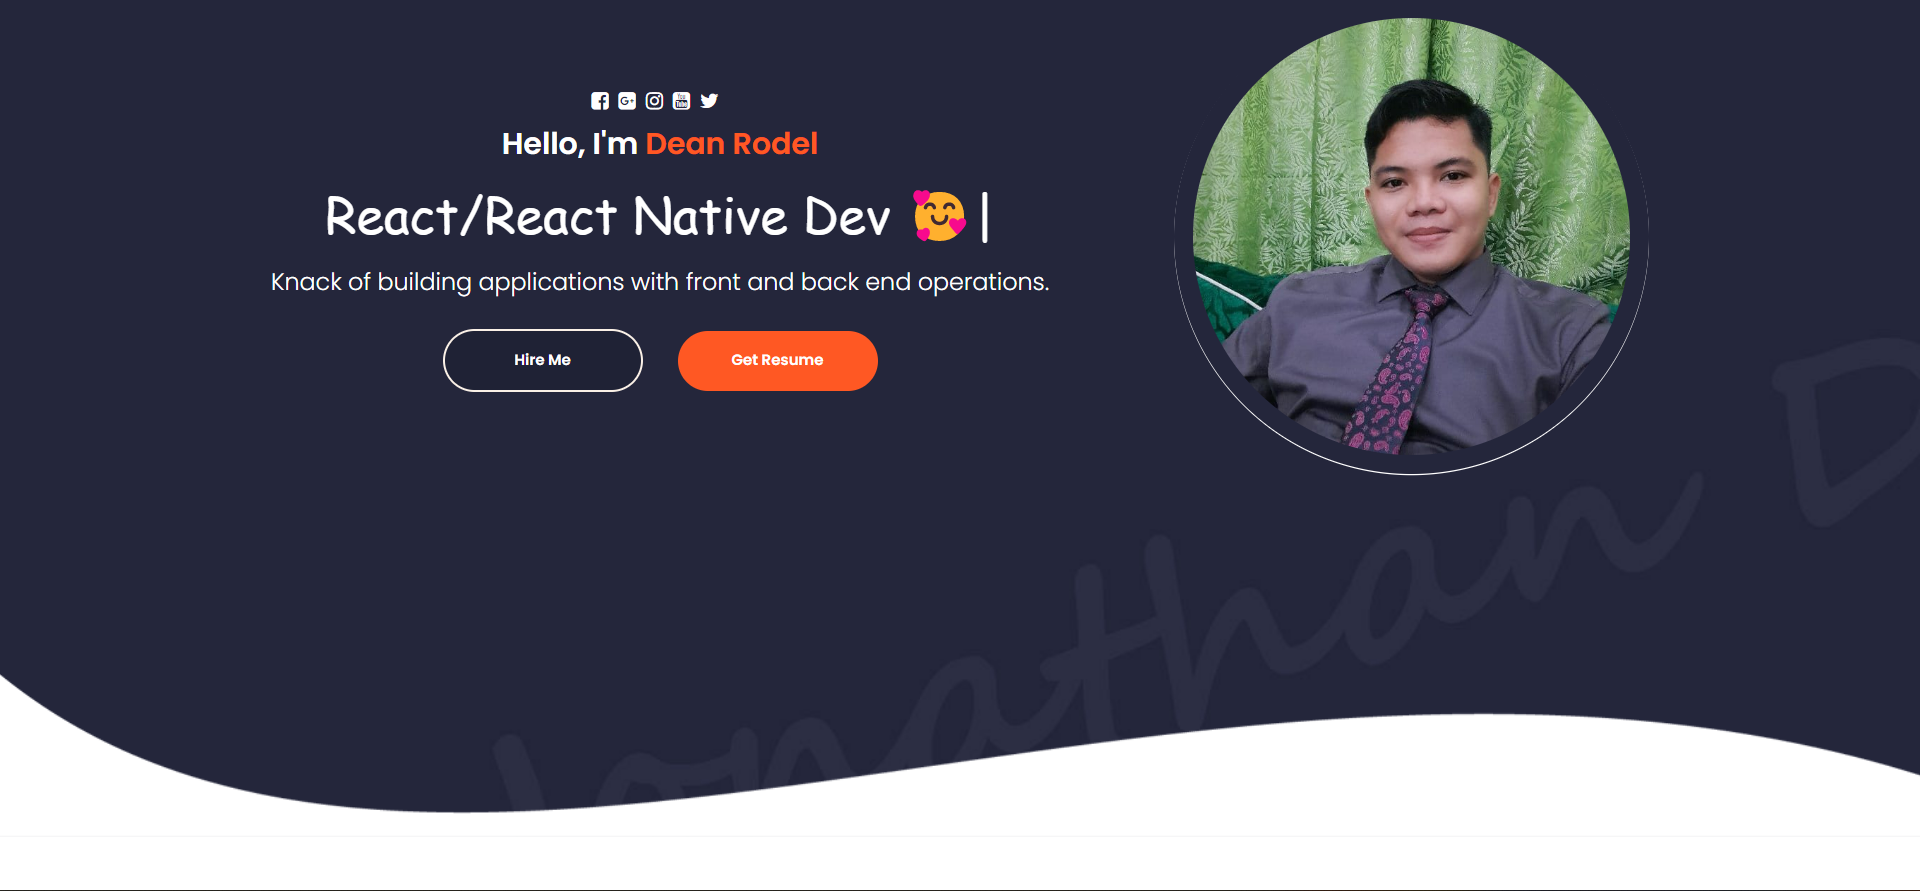 Hello, I'm Dean Rodel
React/React Native Dev 🥰 |
Knack of building applications with front and back end operations.
Hire Me
Get Resume
Jonathan D